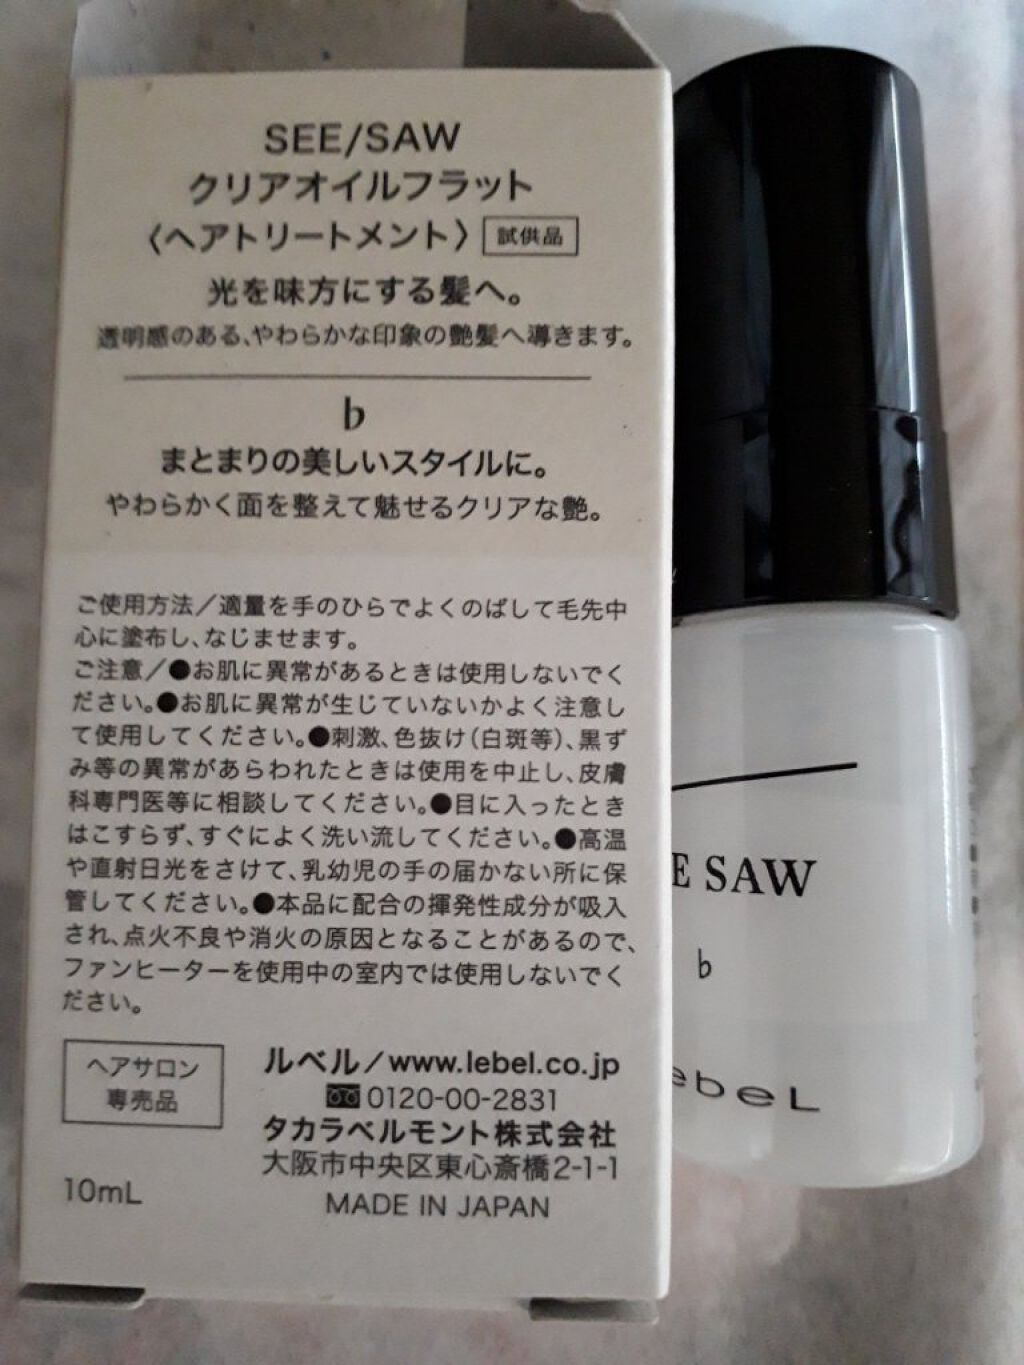 SEE/SAW
クリアオイルフラット
〈ヘアトリートメント〉 試供品
光を味方にする髪へ。
透明感のある、やわらかな印象の艶髪へ導きます。
b
まとまりの美しいスタイルに。
やわらかく面を整えて魅せるクリアな艶。
ご使用方法／適量を手のひらでよくのばして毛先中
心に塗布し、なじませます。
ご注意／●お肌に異常があるときは使用しないでく
ださい。●お肌に異常が生じていないかよく注意し
て使用してください。●刺激、色抜け(白斑等)、黒ず
み等の異常があらわれたときは使用を中止し、皮膚
科専門医等に相談してください。●目に入ったとき
はこすらず、すぐによく洗い流してください。●高温
や直射日光をさけて、乳幼児の手の届かない所に保
管してください。●本品に配合の揮発性成分が吸入
され、点火不良や消火の原因となることがあるので、
ファンヒーターを使用中の室内では使用しないでく
ださい。
ヘアサロン
専売品
10mL
ルベル／www.lebel.co.jp
0120-00-2831
タカラベルモント株式会社
大阪市中央区東心斎橋2-1-1
MADE IN JAPAN
E SAW
b
ebeL